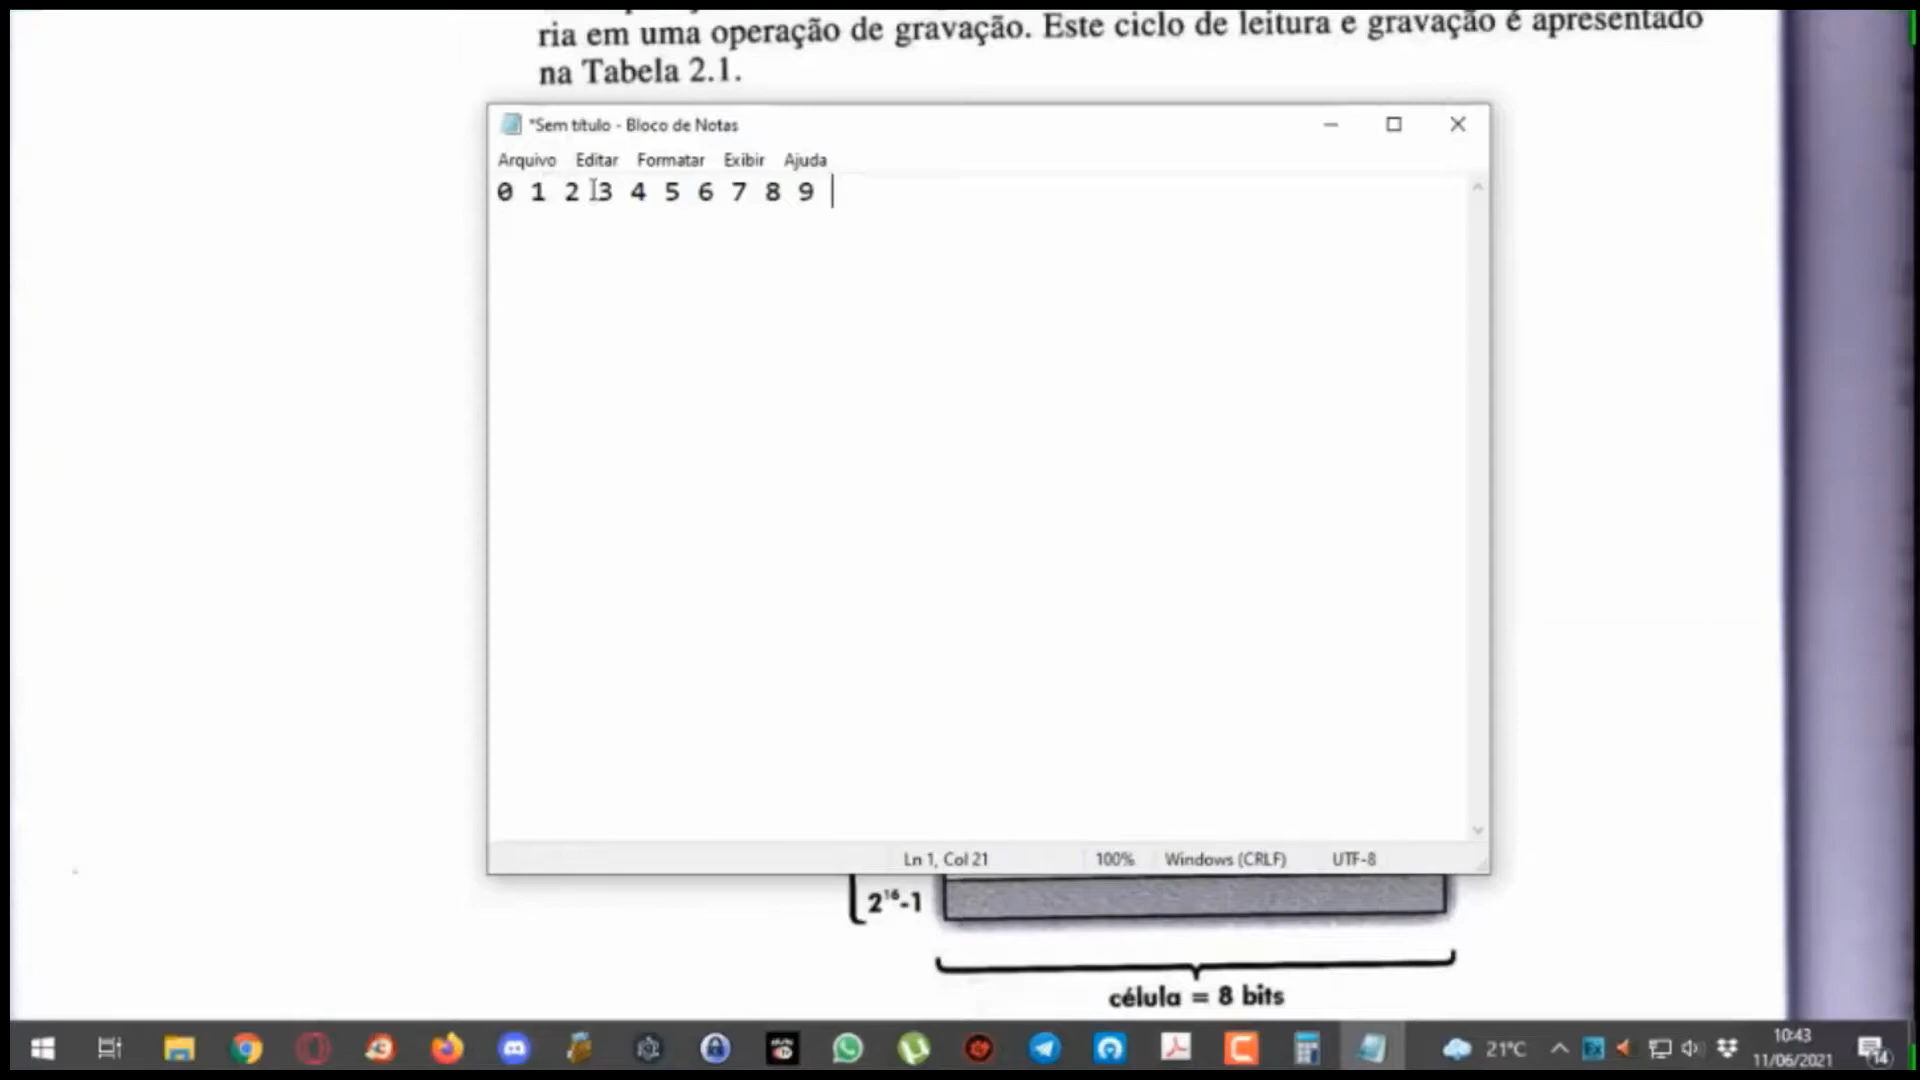 ria em uma operação de gravação. Este ciclo de leitura e gravação é apresentado
na Tabela 2.1.
*Sem título - Bloco de Notas
Arquivo Editar Formatar Exibir Ajuda
0 1 2 3 4 5 6 7 8 9
Ln 1, Col 21 100% Windows (CRLF) UTF-8
2¹⁶-1
célula = 8 bits
21°C
10:43
11/06/2021
14